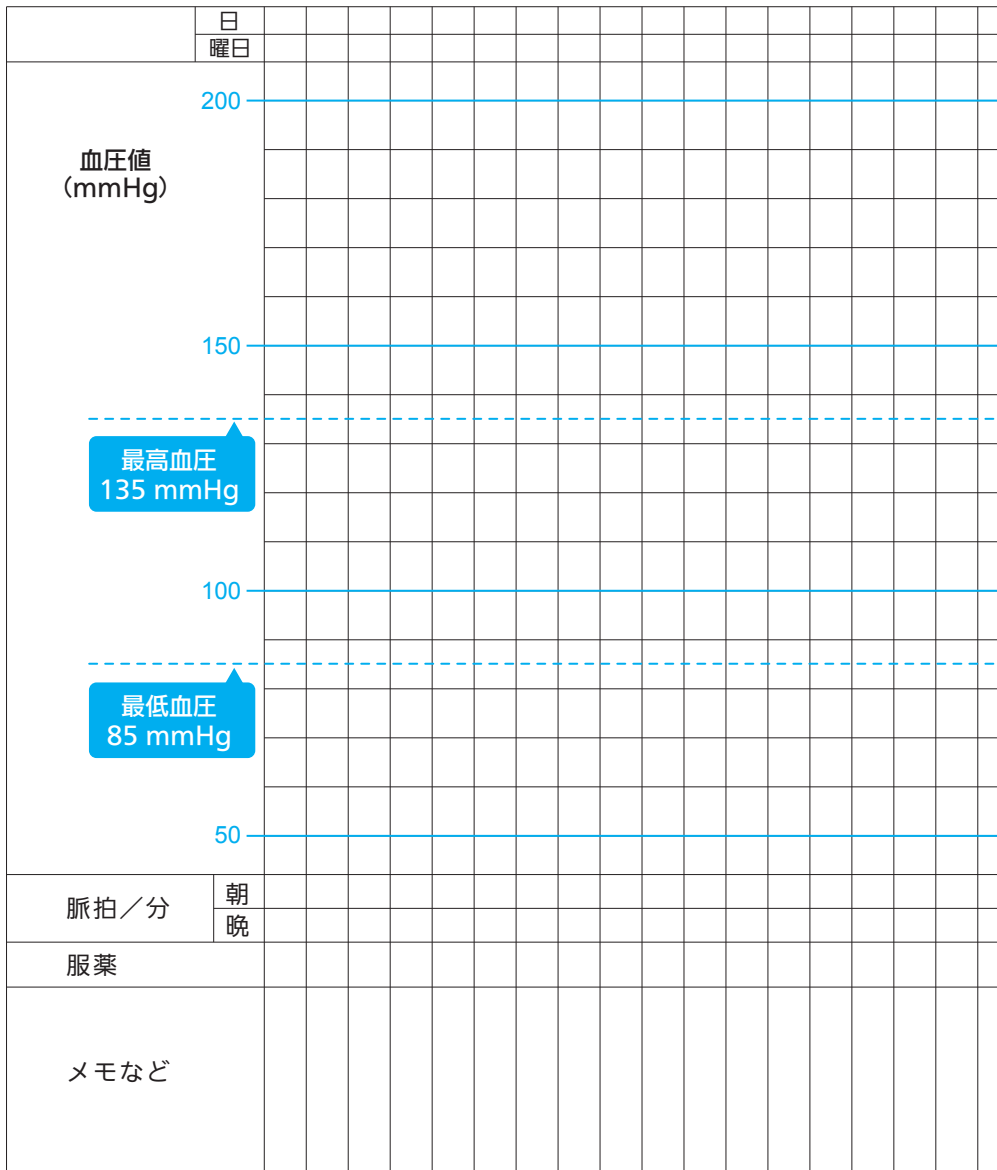 日
曜日
200
血圧値
（mmHg）
150
最高血圧
135 mmHg
100
最低血圧
85 mmHg
50
脈拍／分
朝
晩
服薬
メモなど